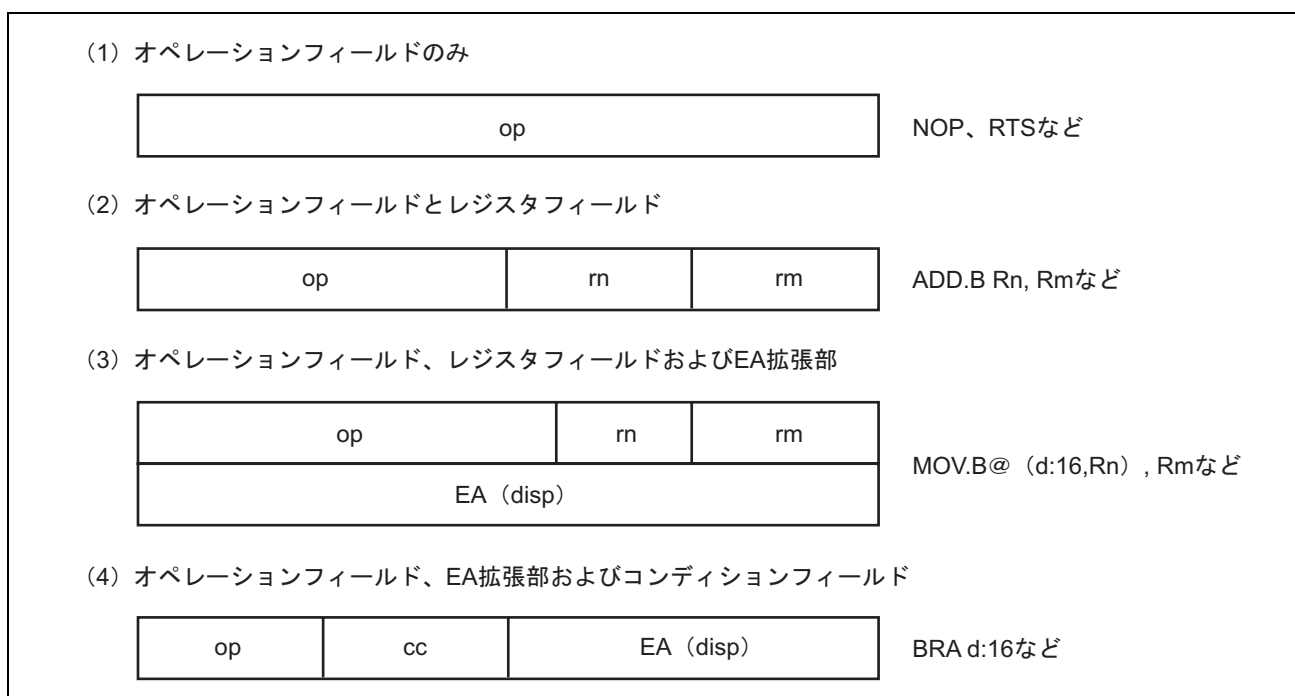 (1) オペレーションフィールドのみ
op
NOP、RTSなど
(2) オペレーションフィールドとレジスタフィールド
op rn rm
ADD.B Rn, Rmなど
(3) オペレーションフィールド、レジスタフィールドおよびEA拡張部
op rn rm
EA（disp）
MOV.B@（d:16,Rn）, Rmなど
(4) オペレーションフィールド、EA拡張部およびコンディションフィールド
op cc EA（disp）
BRA d:16など